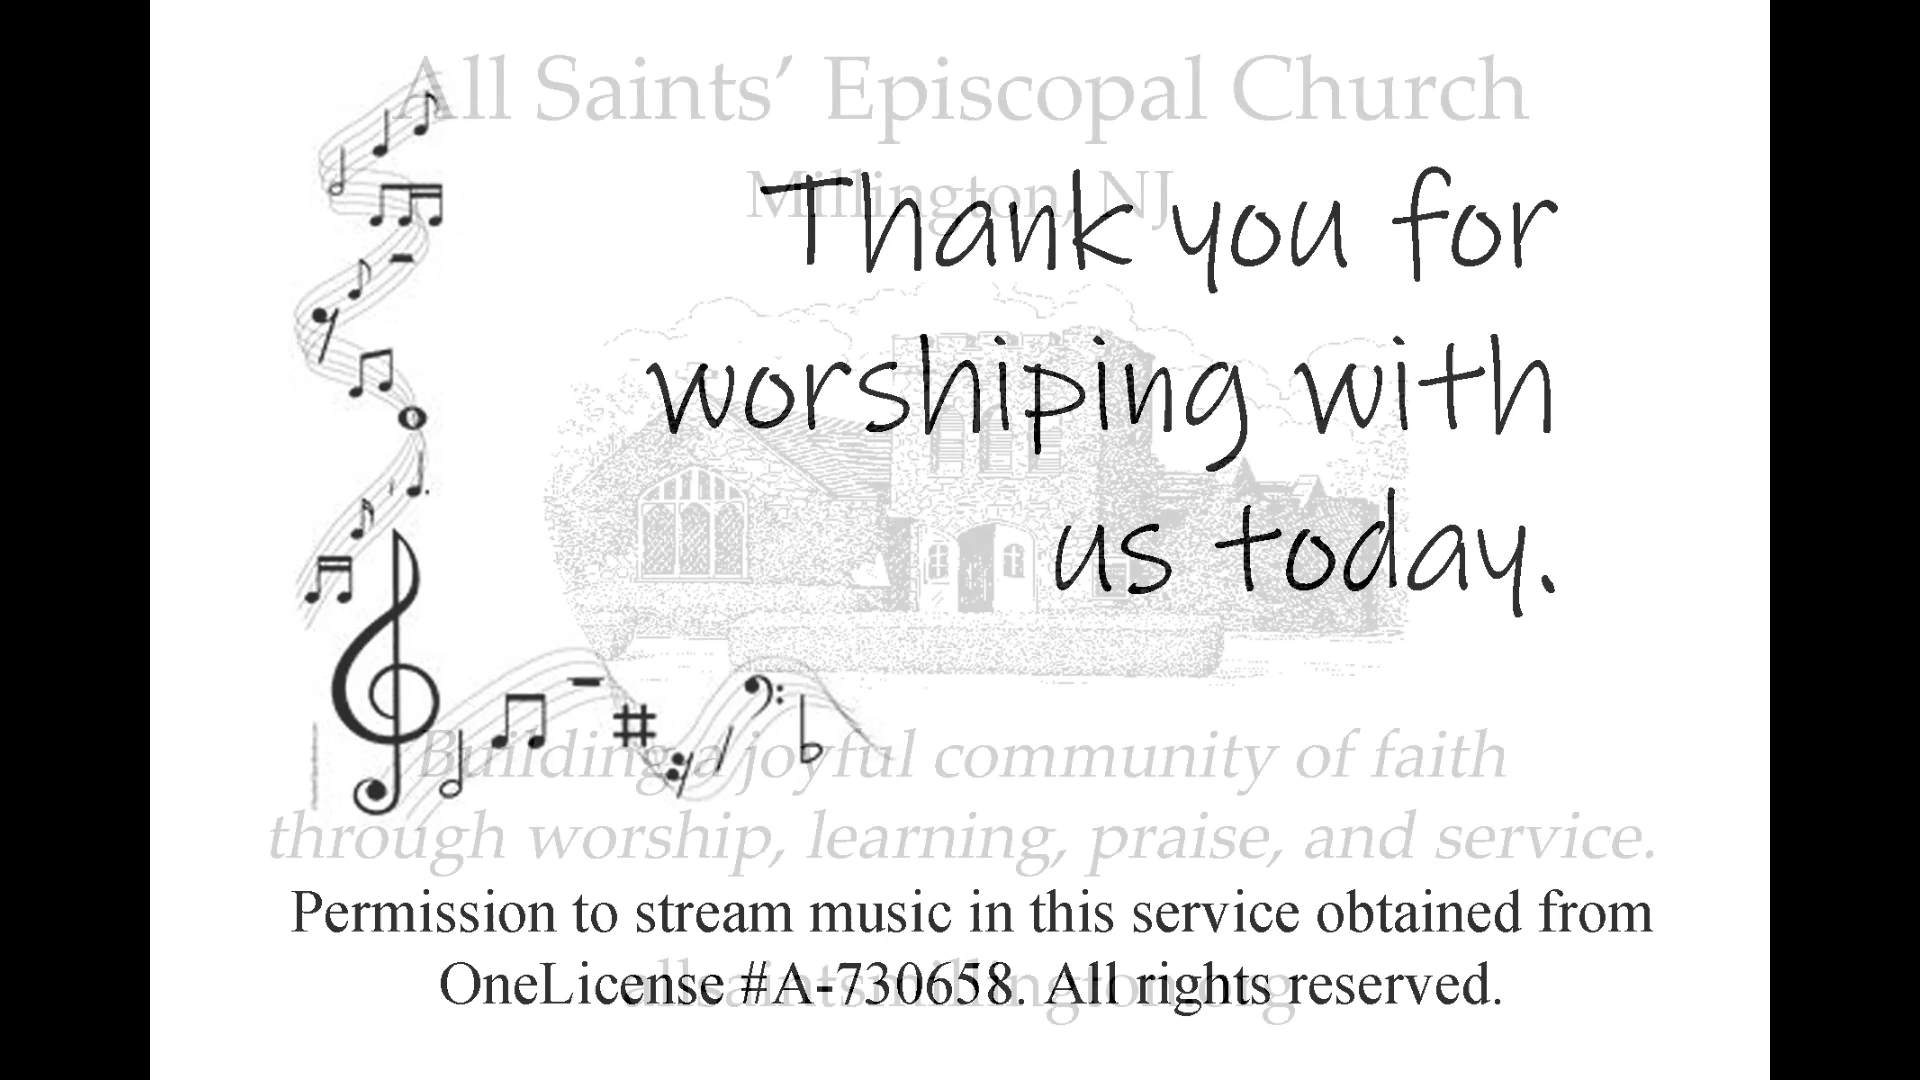 All Saints’ Episcopal Church
Millington, NJ
Thank you for
worshiping with
us today.
Building a joyful community of faith
through worship, learning, praise, and service.
Permission to stream music in this service obtained from
OneLicense #A-730658. All rights reserved.
allsaintsmillington.org